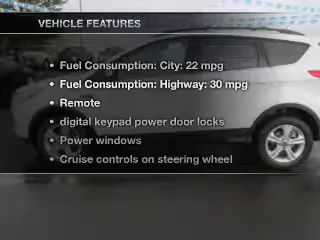 VEHICLE FEATURES
• Fuel Consumption: City: 22 mpg
• Fuel Consumption: Highway: 30 mpg
• Remote
• digital keypad power door locks
• Power windows
• Cruise controls on steering wheel